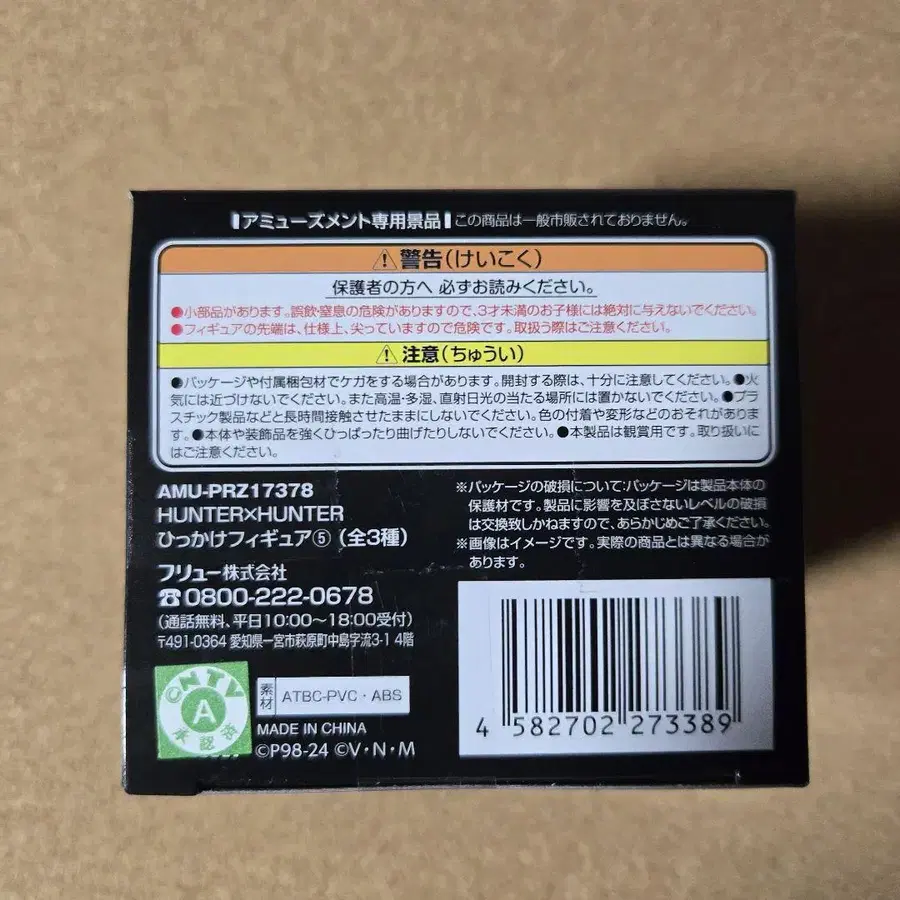 アミューズメント専用景品 この商品は一般市販されておりません。
警告(けいこく)
保護者の方へ 必ずお読みください。
●小部品があります。誤飲・窒息の危険がありますので、3才未満のお子様には絶対に与えないでください。
●フィギュアの先端は、仕様上、尖っていますので危険です。取扱う際はご注意ください。
注意(ちゅうい)
●パッケージや付属梱包材でケガをする場合があります。開封する際は、十分に注意してください。●火
気には近づけないでください。また高温・多湿、直射日光の当たる場所には置かないでください。●プラ
スチック製品などと長時間接触させたままにしないでください。色の付着や変形などのおそれがありま
す。●本体や装飾品を強くひっぱったり曲げたりしないでください。●本製品は観賞用です。取り扱いに
はご注意ください。
AMU-PRZ17378
HUNTER×HUNTER
ひっかけフィギュア⑤(全3種)
フリュー株式会社
☎0800-222-0678
(通話無料、平日10:00〜18:00受付)
〒491-0364 愛知県一宮市萩原町中島字流3-1 4階
※パッケージの破損について:パッケージは製品本体の
保護材です。製品に影響を及ぼさないレベルの破損
は交換致しかねますので、あらかじめご了承ください。
※画像はイメージです。実際の商品とは異なる場合が
あります。
NTV
A
承認
素材 ATBC-PVC・ABS
MADE IN CHINA
©P98-24 ©V・N・M
4 582702 273389